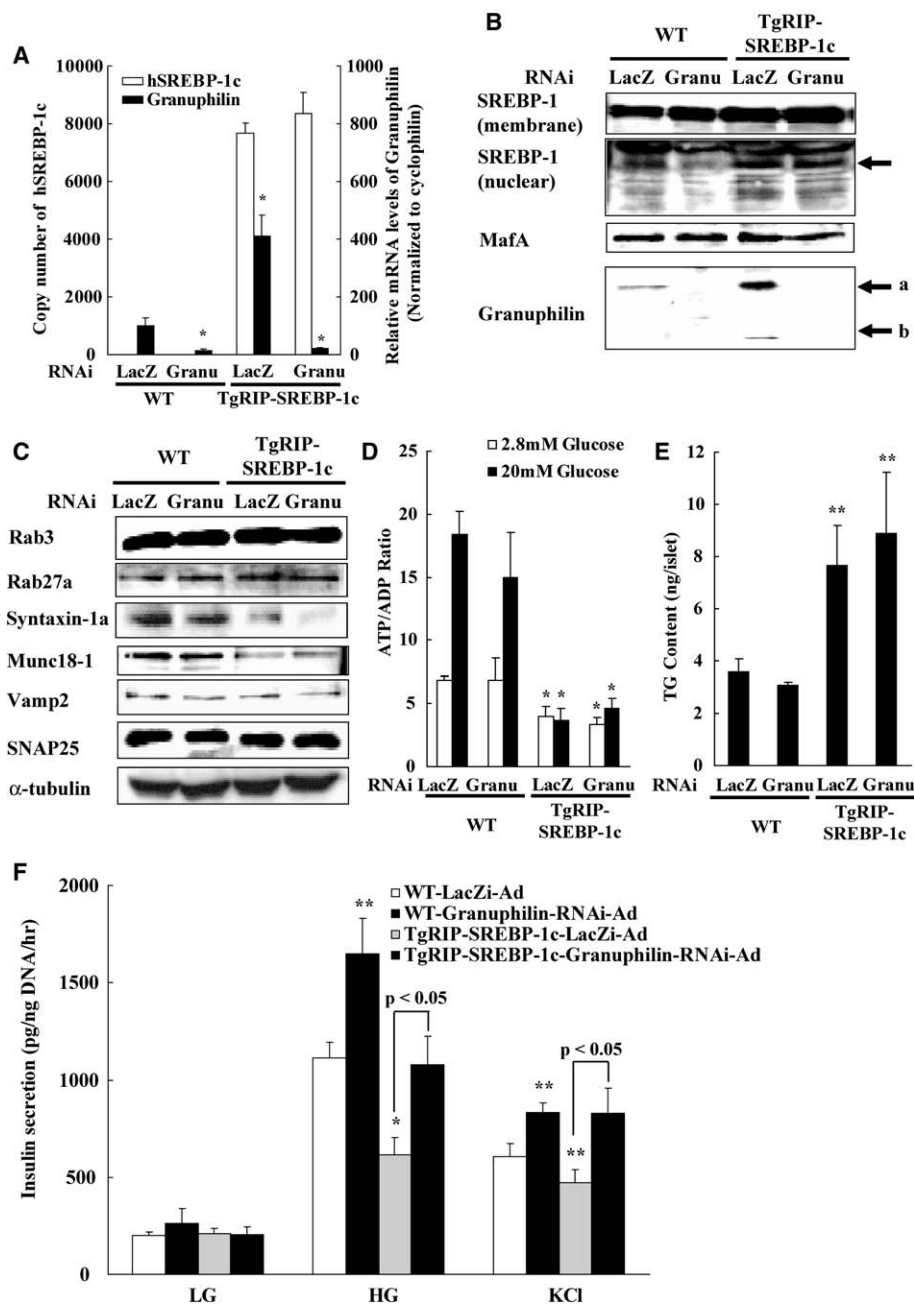 A
10000
8000
6000
4000
2000
0
Copy number of hSREBP-1c
hSREBP-1c
Granuphilin
1000
800
600
400
200
0
Relative mRNA levels of Granuphilin
(Normalized to cyclophilin)
*
*
*
RNAi LacZ Granu LacZ Granu
WT TgRIP-SREBP-1c
B
WT TgRIP-
SREBP-1c
RNAi LacZ Granu LacZ Granu
SREBP-1
(membrane)
SREBP-1
(nuclear)
MafA
Granuphilin
a
b
C
WT TgRIP-
SREBP-1c
RNAi LacZ Granu LacZ Granu
Rab3
Rab27a
Syntaxin-1a
Munc18-1
Vamp2
SNAP25
α-tubulin
D
2.8mM Glucose
20mM Glucose
25
20
15
10
5
0
ATP/ADP Ratio
* * * *
RNAi LacZ Granu LacZ Granu
WT TgRIP-
SREBP-1c
E
12
10
8
6
4
2
0
TG Content (ng/islet)
**
**
RNAi LacZ Granu LacZ Granu
WT TgRIP-
SREBP-1c
F
2000
1500
1000
500
0
Insulin secretion (pg/ng DNA/hr)
WT-LacZi-Ad
WT-Granuphilin-RNAi-Ad
TgRIP-SREBP-1c-LacZi-Ad
TgRIP-SREBP-1c-Granuphilin-RNAi-Ad
**
p < 0.05
*
**
p < 0.05
**
LG HG KCl